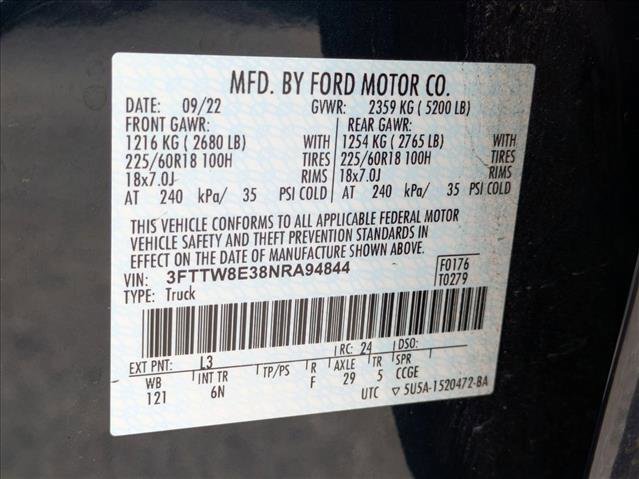 MFD. BY FORD MOTOR CO.
DATE: 09/22 GVWR: 2359 KG (5200 LB)
FRONT GAWR: REAR GAWR:
1216 KG (2680 LB) WITH 1254 KG (2765 LB) WITH
225/60R18 100H TIRES 225/60R18 100H TIRES
18x7.0J RIMS 18x7.0J RIMS
AT 240 kPa/ 35 PSI COLD AT 240 kPa/ 35 PSI COLD
THIS VEHICLE CONFORMS TO ALL APPLICABLE FEDERAL MOTOR
VEHICLE SAFETY AND THEFT PREVENTION STANDARDS IN
EFFECT ON THE DATE OF MANUFACTURE SHOWN ABOVE.
VIN: 3FTTW8E38NRA94844 F0176
TYPE: Truck T0279
EXT PNT: L3 RC: 24 DSO:
WB INT TR TP/PS R AXLE TR SPR
121 6N F 29 5 CCGE
UTC ▽ 5U5A-1520472-BA